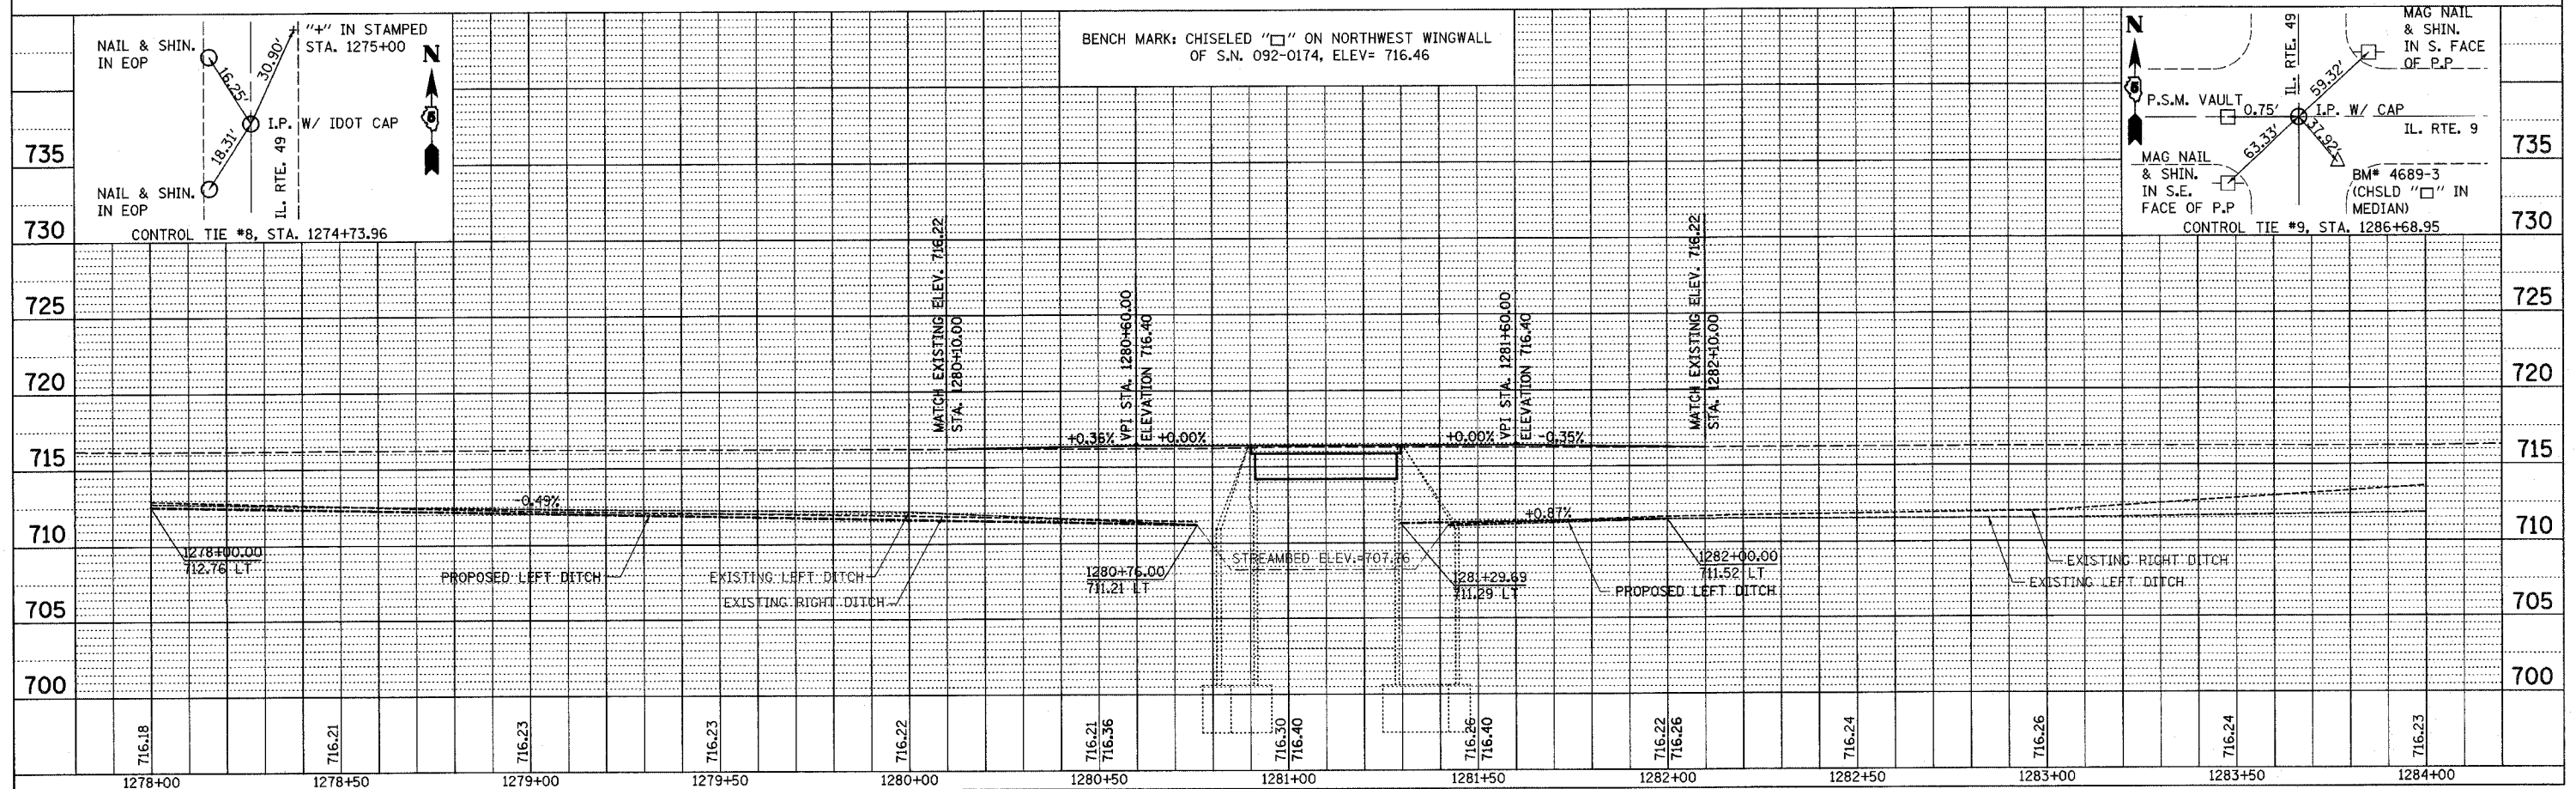 NAIL & SHIN.
IN EOP
"+" IN STAMPED
STA. 1275+00
N
16.25'
30.90'
I.P. W/ IDOT CAP
18.31'
IL. RTE. 49
NAIL & SHIN.
IN EOP
CONTROL TIE #8, STA. 1274+73.96
BENCH MARK: CHISELED "□" ON NORTHWEST WINGWALL
OF S.N. 092-0174, ELEV= 716.46
N
IL. RTE. 49
MAG NAIL
& SHIN.
IN S. FACE
OF P.P
59.32'
P.S.M. VAULT
0.75'
I.P. W/ CAP
IL. RTE. 9
63.33'
37.92'
MAG NAIL
& SHIN.
IN S.E.
FACE OF P.P
BM# 4689-3
(CHSLD "□" IN
MEDIAN)
CONTROL TIE #9, STA. 1286+68.95
735
730
725
720
715
710
705
700
735
730
725
720
715
710
705
700
MATCH EXISTING ELEV. 716.22
STA. 1280+10.00
VPI STA. 1280+60.00
ELEVATION 716.40
VPI STA. 1281+60.00
ELEVATION 716.40
MATCH EXISTING ELEV. 716.22
STA. 1282+10.00
+0.36%
+0.00%
+0.00%
-0.35%
-0.49%
+0.87%
1278+00.00
712.76 LT
PROPOSED LEFT DITCH
EXISTING LEFT DITCH
EXISTING RIGHT DITCH
1280+76.00
711.21 LT
STREAMBED ELEV.=707.76
1281+29.69
711.29 LT
PROPOSED LEFT DITCH
1282+00.00
711.52 LT
EXISTING RIGHT DITCH
EXISTING LEFT DITCH
716.18
716.21
716.23
716.23
716.22
716.21
716.36
716.30
716.40
716.26
716.40
716.22
716.26
716.24
716.26
716.24
716.23
1278+00
1278+50
1279+00
1279+50
1280+00
1280+50
1281+00
1281+50
1282+00
1282+50
1283+00
1283+50
1284+00